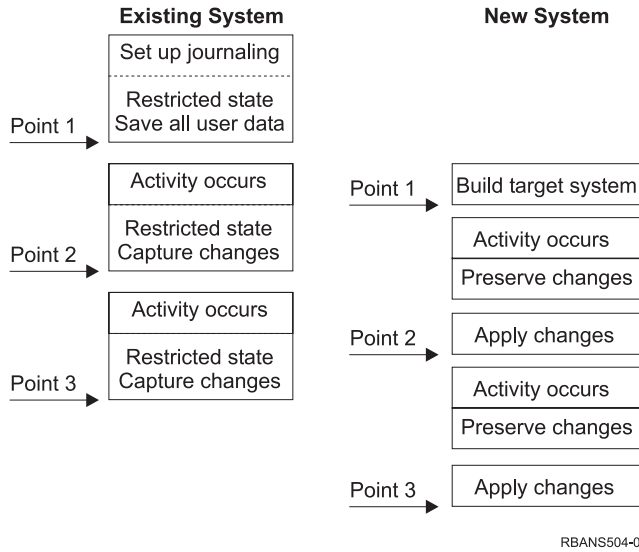 Existing System
Set up journaling
Restricted state
Save all user data
Point 1
Activity occurs
Restricted state
Capture changes
Point 2
Activity occurs
Restricted state
Capture changes
Point 3
New System
Point 1
Build target system
Activity occurs
Preserve changes
Point 2
Apply changes
Activity occurs
Preserve changes
Point 3
Apply changes
RBANS504-0